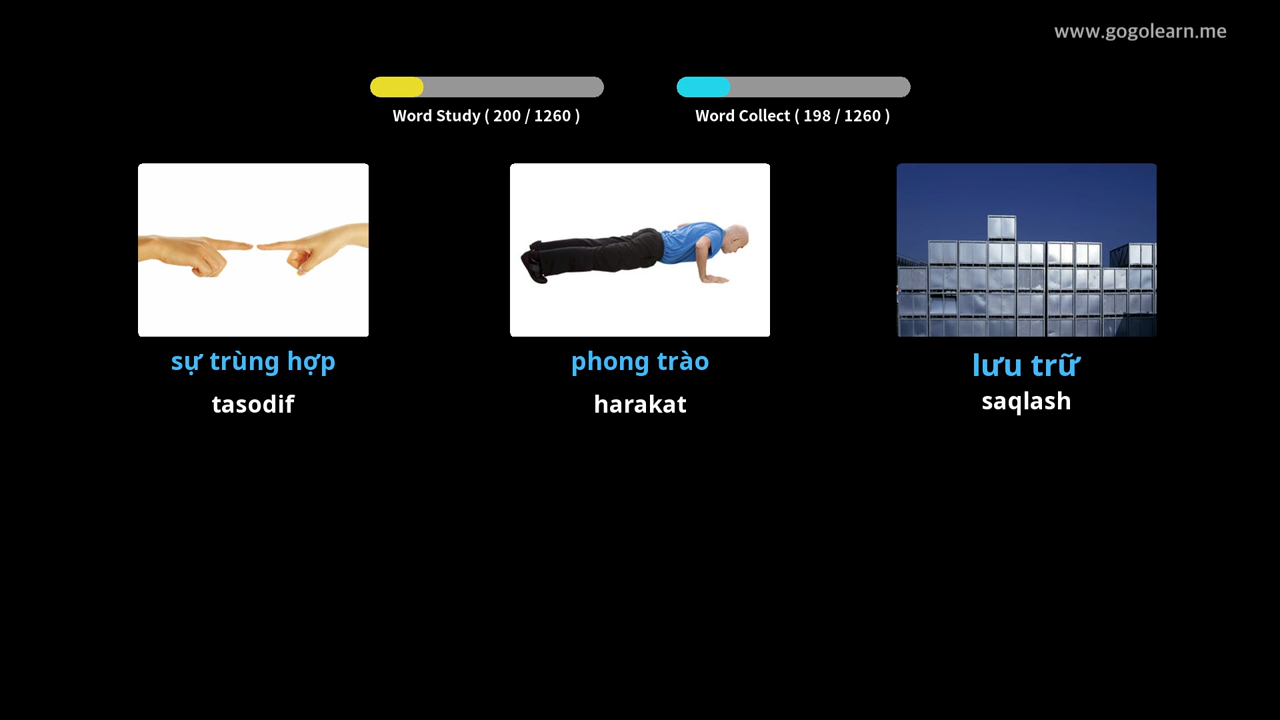 www.gogolearn.me
Word Study ( 200 / 1260 )
Word Collect ( 198 / 1260 )
sự trùng hợp
tasodif
phong trào
harakat
lưu trữ
saqlash